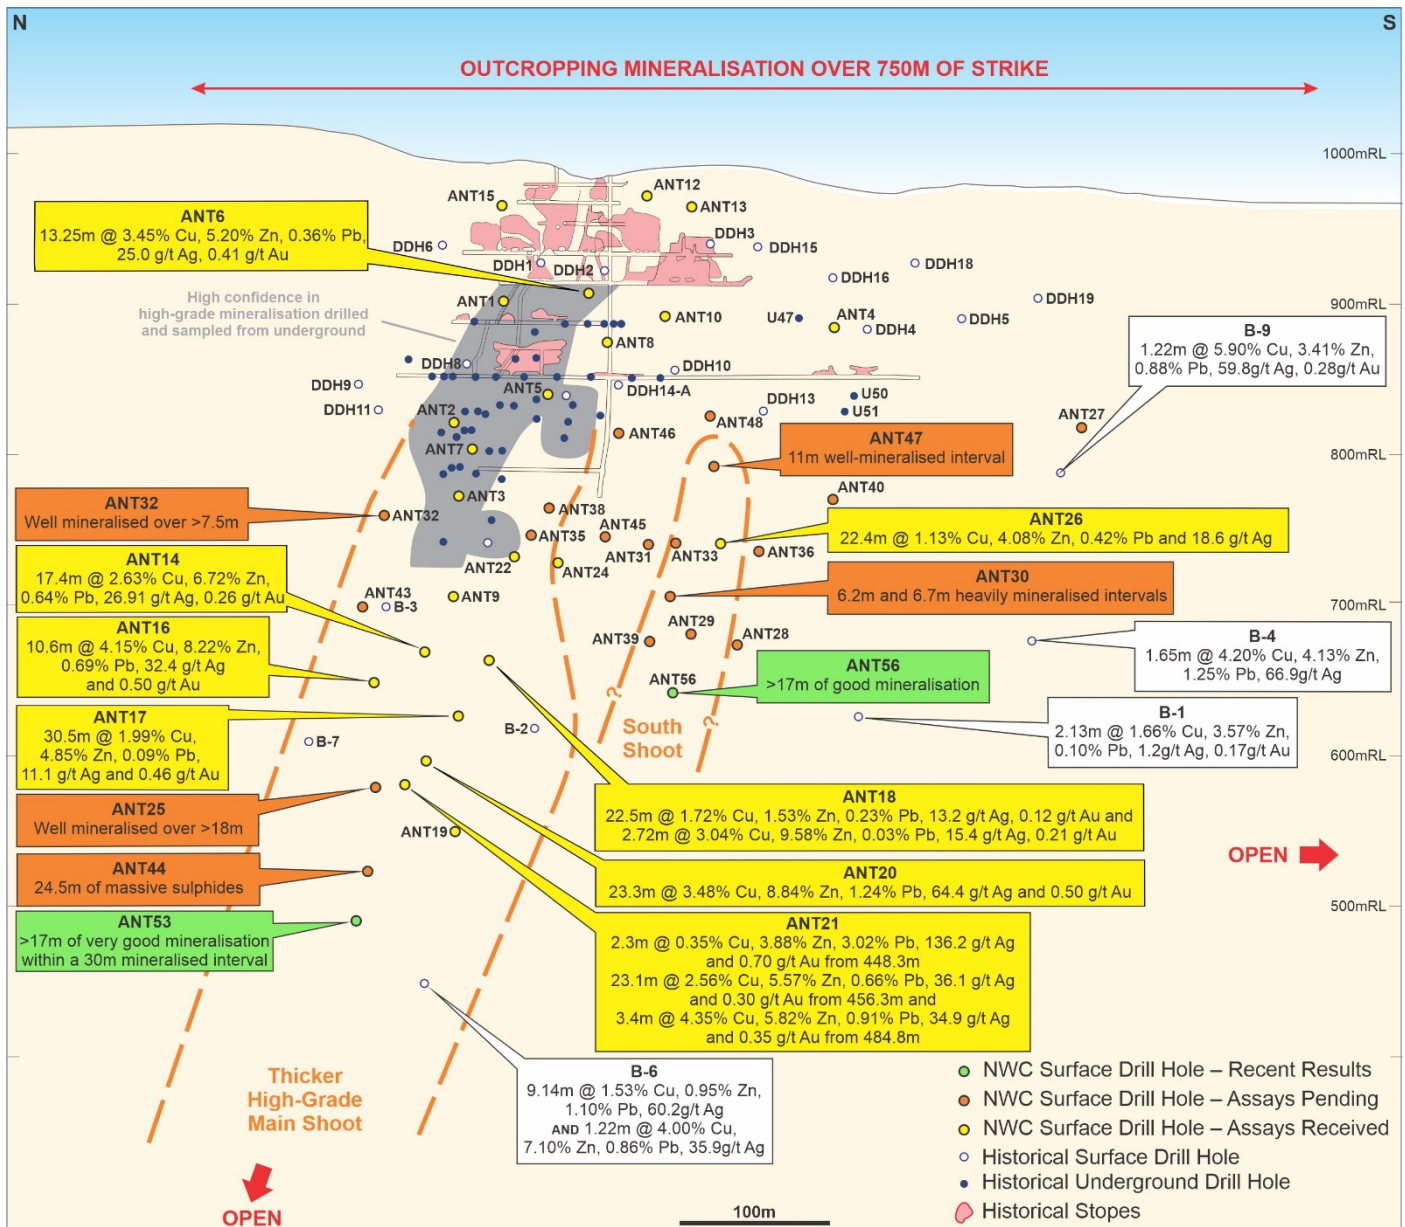 N
S
OUTCROPPING MINERALISATION OVER 750M OF STRIKE
1000mRL
ANT12
ANT15
ANT13
ANT6
13.25m @ 3.45% Cu, 5.20% Zn, 0.36% Pb,
25.0 g/t Ag, 0.41 g/t Au
DDH6
DDH3
DDH15
DDH1
DDH2
DDH16
DDH18
High confidence in
high-grade mineralisation drilled
and sampled from underground
ANT1
DDH19
900mRL
ANT10
U47
ANT4
DDH4
DDH5
ANT8
B-9
1.22m @ 5.90% Cu, 3.41% Zn,
0.88% Pb, 59.8g/t Ag, 0.28g/t Au
DDH8
DDH10
DDH9
ANT5
DDH14-A
DDH13
U50
U51
DDH11
ANT2
ANT48
ANT27
ANT46
ANT47
11m well-mineralised interval
ANT7
800mRL
ANT3
ANT32
Well mineralised over >7.5m
ANT32
ANT38
ANT40
ANT35
ANT45
ANT26
22.4m @ 1.13% Cu, 4.08% Zn, 0.42% Pb and 18.6 g/t Ag
ANT31
ANT33
ANT36
ANT22
ANT24
ANT14
17.4m @ 2.63% Cu, 6.72% Zn,
0.64% Pb, 26.91 g/t Ag, 0.26 g/t Au
ANT43
B-3
ANT9
ANT30
6.2m and 6.7m heavily mineralised intervals
700mRL
ANT16
10.6m @ 4.15% Cu, 8.22% Zn,
0.69% Pb, 32.4 g/t Ag
and 0.50 g/t Au
ANT39
ANT29
ANT28
B-4
1.65m @ 4.20% Cu, 4.13% Zn,
1.25% Pb, 66.9g/t Ag
ANT56
ANT56
>17m of good mineralisation
?
?
ANT17
30.5m @ 1.99% Cu,
4.85% Zn, 0.09% Pb,
11.1 g/t Ag and 0.46 g/t Au
B-7
B-2
South
Shoot
B-1
2.13m @ 1.66% Cu, 3.57% Zn,
0.10% Pb, 1.2g/t Ag, 0.17g/t Au
600mRL
ANT25
Well mineralised over >18m
ANT19
ANT18
22.5m @ 1.72% Cu, 1.53% Zn, 0.23% Pb, 13.2 g/t Ag, 0.12 g/t Au and
2.72m @ 3.04% Cu, 9.58% Zn, 0.03% Pb, 15.4 g/t Ag, 0.21 g/t Au
OPEN
ANT44
24.5m of massive sulphides
ANT20
23.3m @ 3.48% Cu, 8.84% Zn, 1.24% Pb, 64.4 g/t Ag and 0.50 g/t Au
500mRL
ANT53
>17m of very good mineralisation
within a 30m mineralised interval
ANT21
2.3m @ 0.35% Cu, 3.88% Zn, 3.02% Pb, 136.2 g/t Ag
and 0.70 g/t Au from 448.3m
23.1m @ 2.56% Cu, 5.57% Zn, 0.66% Pb, 36.1 g/t Ag
and 0.30 g/t Au from 456.3m and
3.4m @ 4.35% Cu, 5.82% Zn, 0.91% Pb, 34.9 g/t Ag
and 0.35 g/t Au from 484.8m
B-6
9.14m @ 1.53% Cu, 0.95% Zn,
1.10% Pb, 60.2g/t Ag
AND 1.22m @ 4.00% Cu,
7.10% Zn, 0.86% Pb, 35.9g/t Ag
Thicker
High-Grade
Main Shoot
OPEN
NWC Surface Drill Hole – Recent Results
NWC Surface Drill Hole – Assays Pending
NWC Surface Drill Hole – Assays Received
Historical Surface Drill Hole
Historical Underground Drill Hole
Historical Stopes
100m